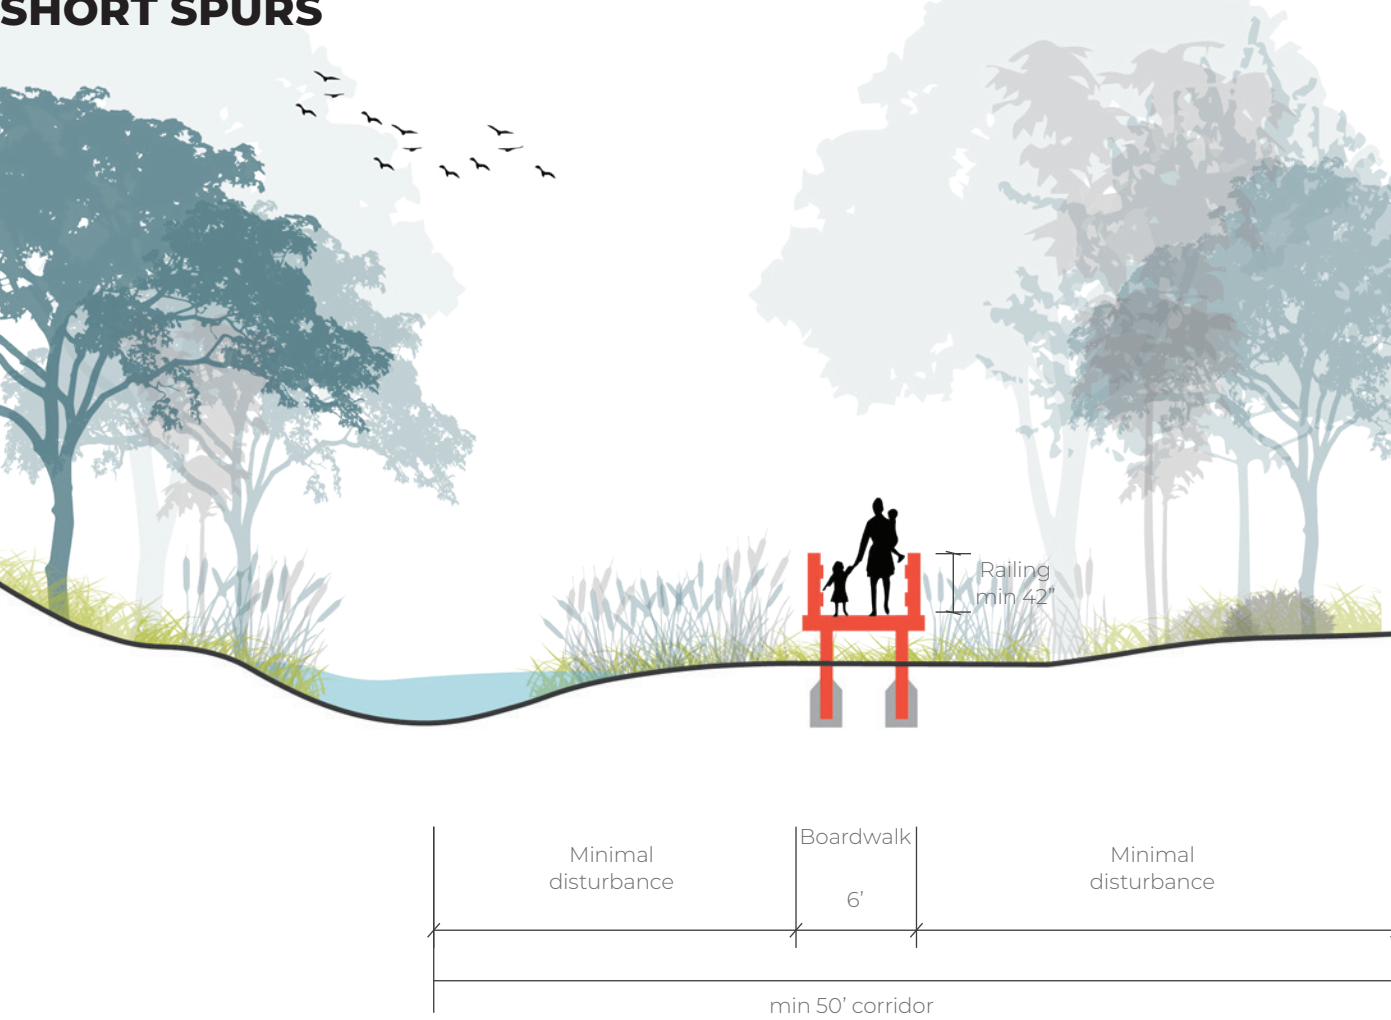 SHORT SPURS
Railing
min 42”
Boardwalk
Minimal
disturbance
6’
Minimal
disturbance
min 50’ corridor